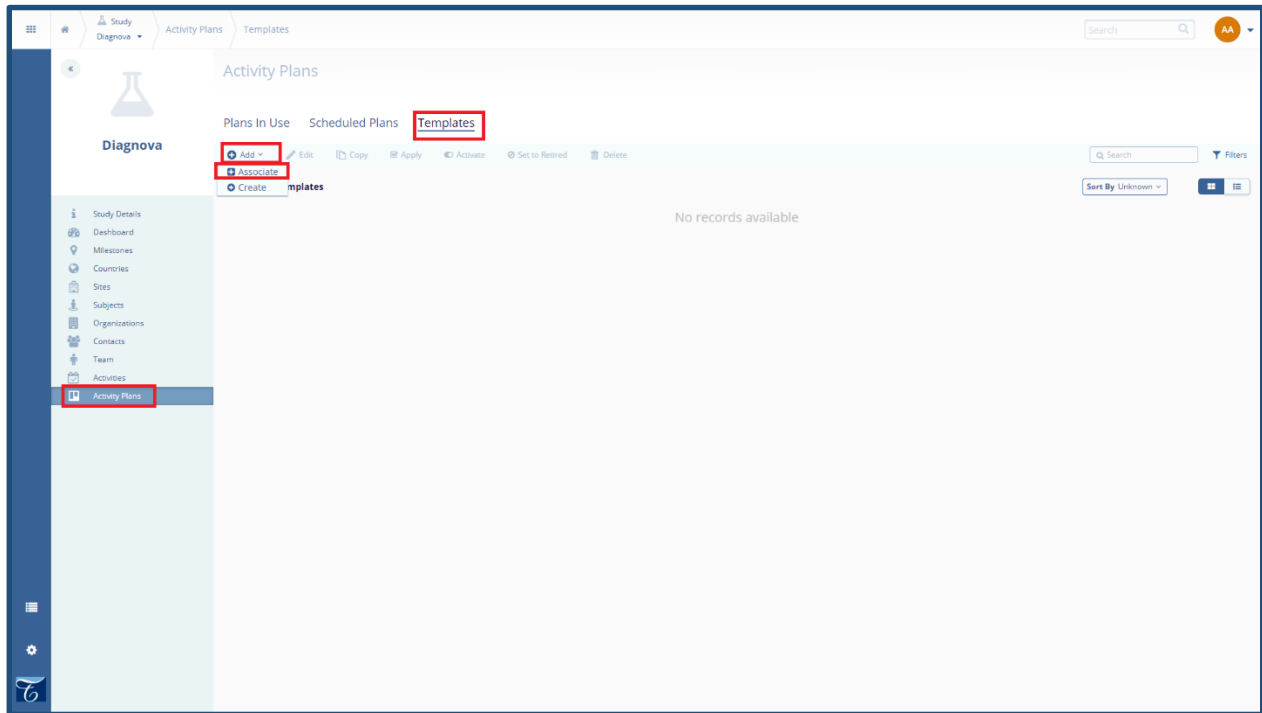 Study
Diagnova
Activity Plans
Templates
Search
AA
Activity Plans
Diagnova
Plans In Use Scheduled Plans Templates
Add Edit Copy Apply Activate Set to Retired Delete Search Filters
Associate
Create mplates Sort By Unknown
No records available
Study Details
Dashboard
Milestones
Countries
Sites
Subjects
Organizations
Contacts
Team
Activities
Activity Plans